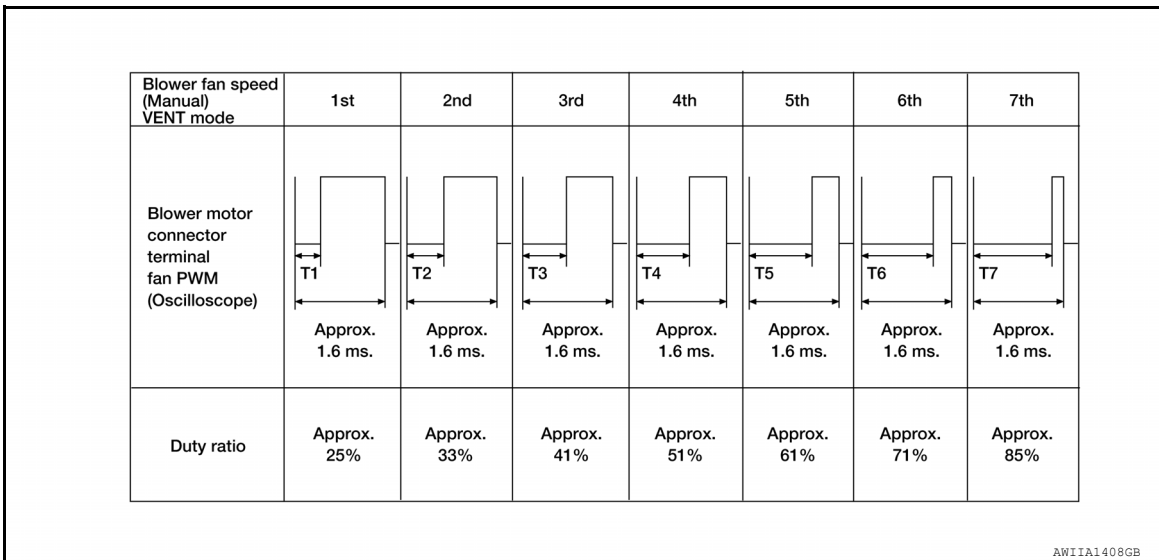 Blower fan speed
(Manual)
VENT mode
1st
2nd
3rd
4th
5th
6th
7th
Blower motor
connector
terminal
fan PWM
(Oscilloscope)
T1
T2
T3
T4
T5
T6
T7
Approx.
1.6 ms.
Approx.
1.6 ms.
Approx.
1.6 ms.
Approx.
1.6 ms.
Approx.
1.6 ms.
Approx.
1.6 ms.
Approx.
1.6 ms.
Duty ratio
Approx.
25%
Approx.
33%
Approx.
41%
Approx.
51%
Approx.
61%
Approx.
71%
Approx.
85%
AWIIA1408GB